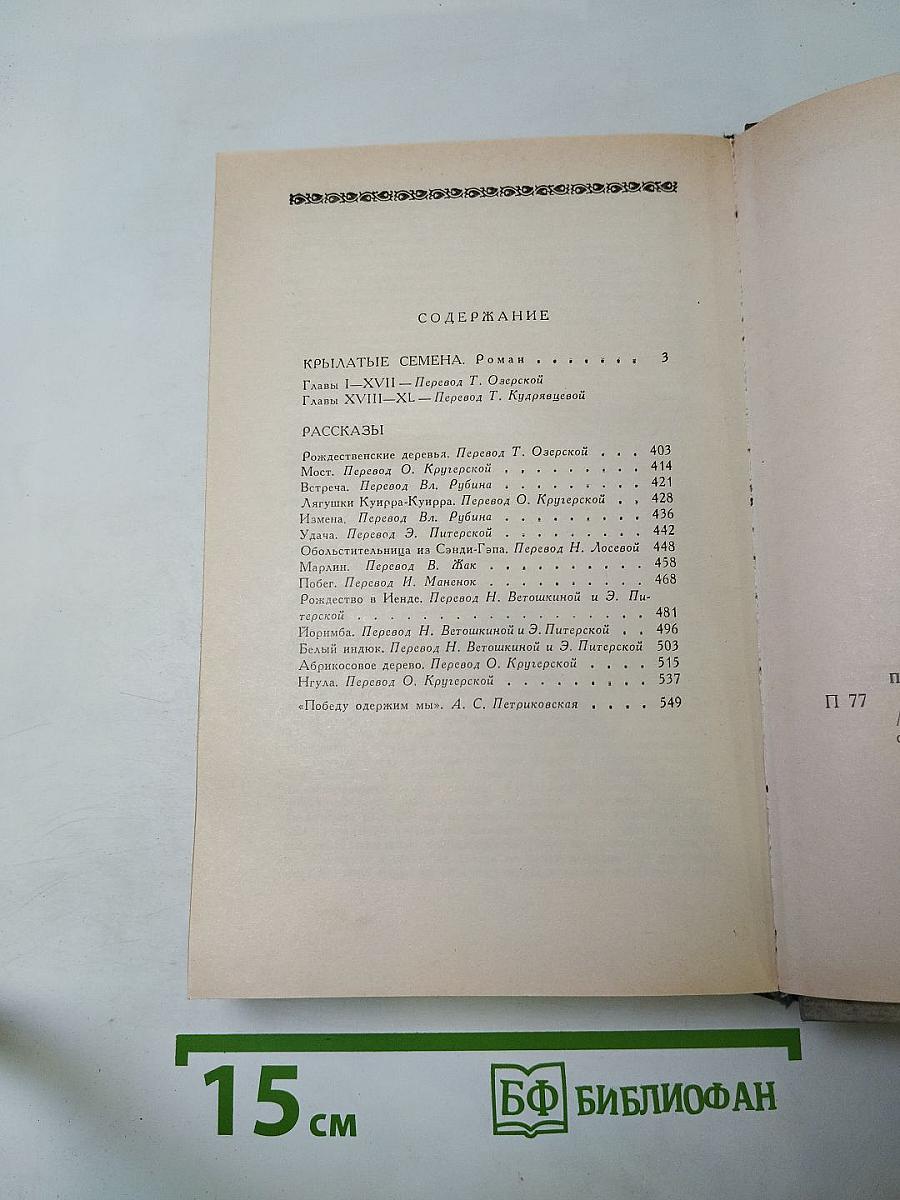 СОДЕРЖАНИЕ
КРЫЛАТЫЕ СЕМЕНА. Роман . . . . . . . 3
Главы I—XVII — Перевод Т. Озерской
Главы XVIII—XL — Перевод Т. Кудрявцевой
РАССКАЗЫ
Рождественские деревья. Перевод Т. Озерской . . . 403
Мост. Перевод О. Кругерской . . . . . . . . . 414
Встреча. Перевод Вл. Рубина . . . . . . . . . 421
Лягушки Куирра-Куирра. Перевод О. Кругерской . . 428
Измена. Перевод Вл. Рубина . . . . . . . . . 436
Удача. Перевод Э. Питерской . . . . . . . . . 442
Обольстительница из Сэнди-Гэпа. Перевод Н. Лосевой 448
Марлин. Перевод В. Жак . . . . . . . . . . 458
Побег. Перевод И. Маненок . . . . . . . . . . 468
Рождество в Иенде. Перевод Н. Ветошкиной и Э. Пи-
терской . . . . . . . . . . . . . . . . . . 481
Йоримба. Перевод Н. Ветошкиной и Э. Питерской . . 496
Белый индюк. Перевод Н. Ветошкиной и Э. Питерской 503
Абрикосовое дерево. Перевод О. Кругерской . . . . 515
Нгула. Перевод О. Кругерской . . . . . . . . . 537
«Победу одержим мы». А. С. Петриковская . . . . 549
П 77
15 см
БФ БИБЛИОФАН